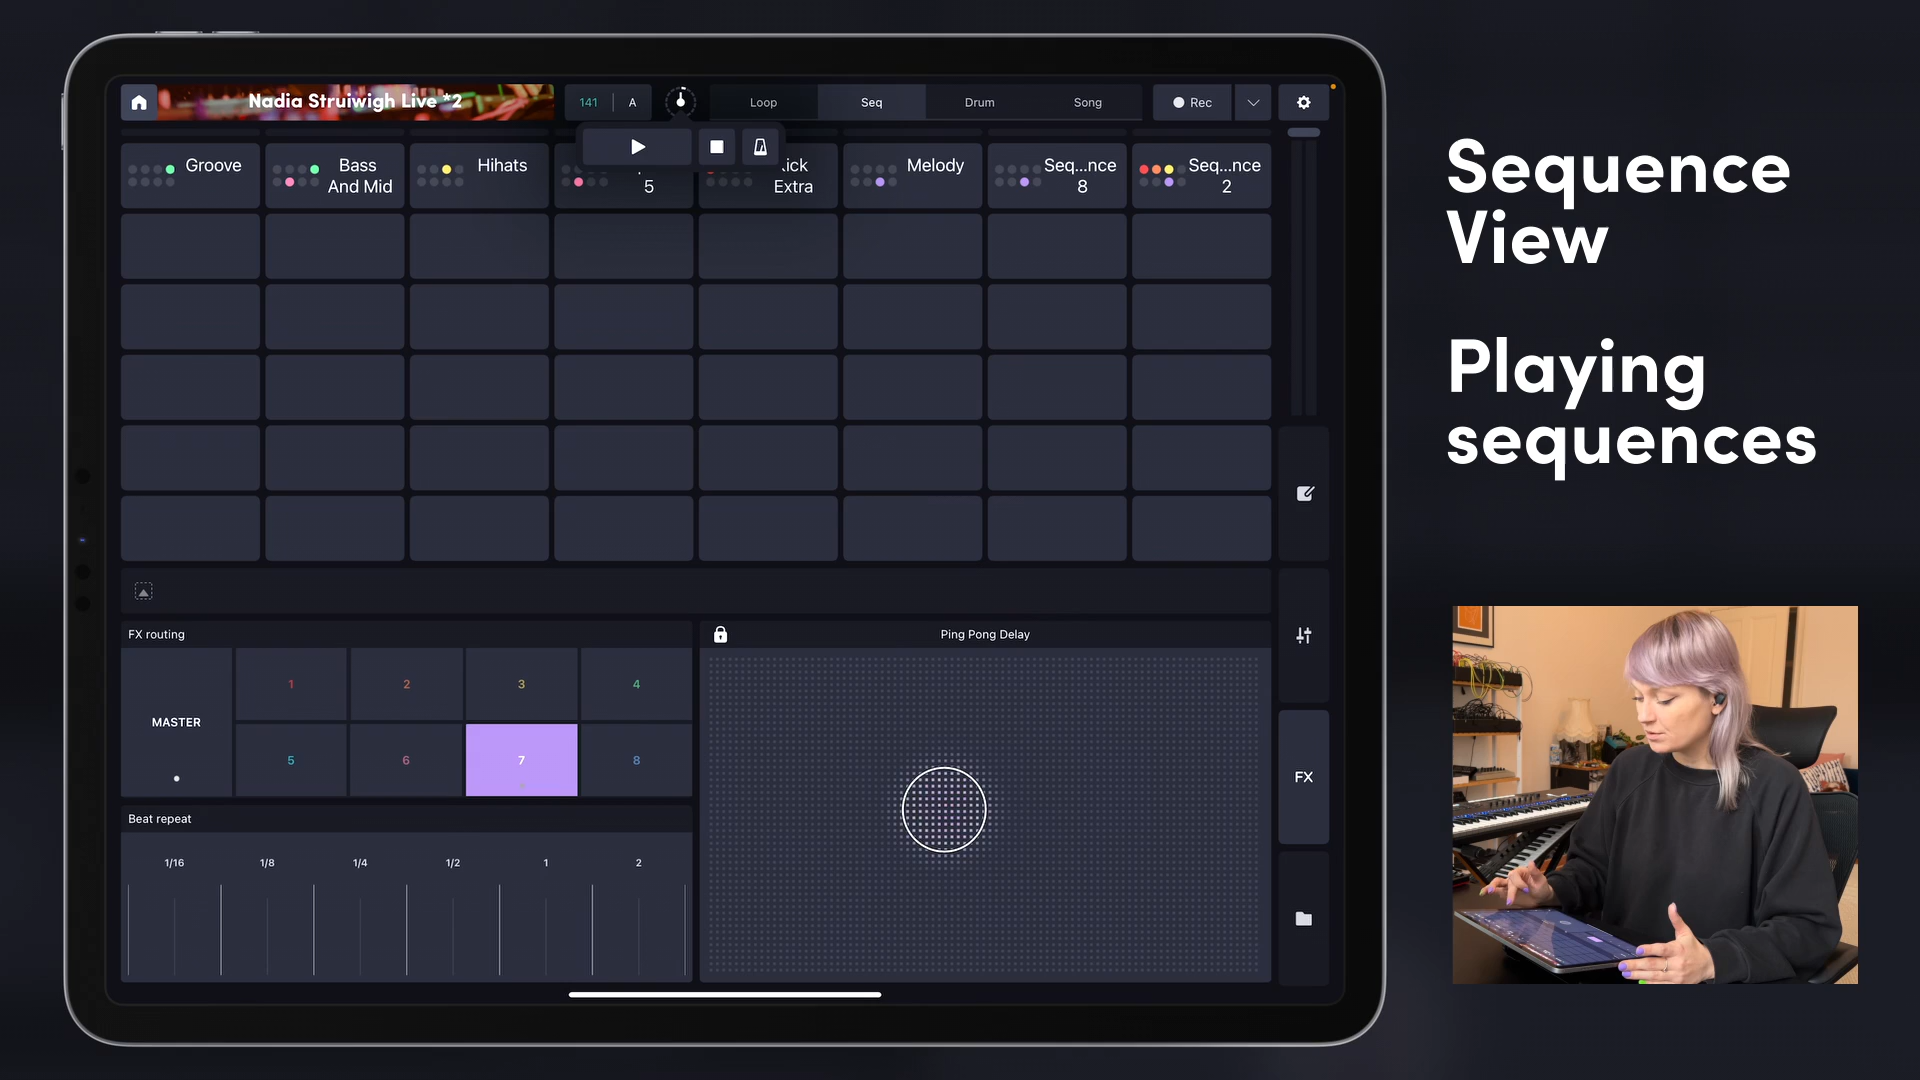 Nadia Struiwigh Live *2
141
A
Loop
Seq
Drum
Song
Rec
Groove
Bass
And Mid
Hihats
5
Extra
Melody
Seq...nce
8
Seq...nce
2
FX routing
MASTER
1
2
3
4
5
6
7
8
Beat repeat
1/16
1/8
1/4
1/2
1
2
Ping Pong Delay
FX
Sequence
View
Playing
sequences